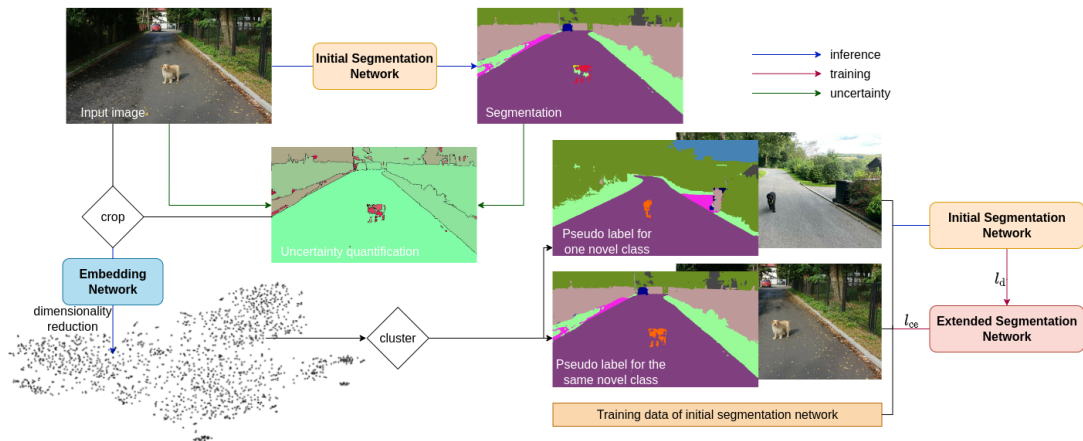 Input image
Initial Segmentation
Network
Segmentation
inference
training
uncertainty
crop
Uncertainty quantification
Embedding
Network
dimensionality
reduction
cluster
Pseudo label for
one novel class
Pseudo label for the
same novel class
Training data of initial segmentation network
Initial Segmentation
Network
l_d
l_ce
Extended Segmentation
Network